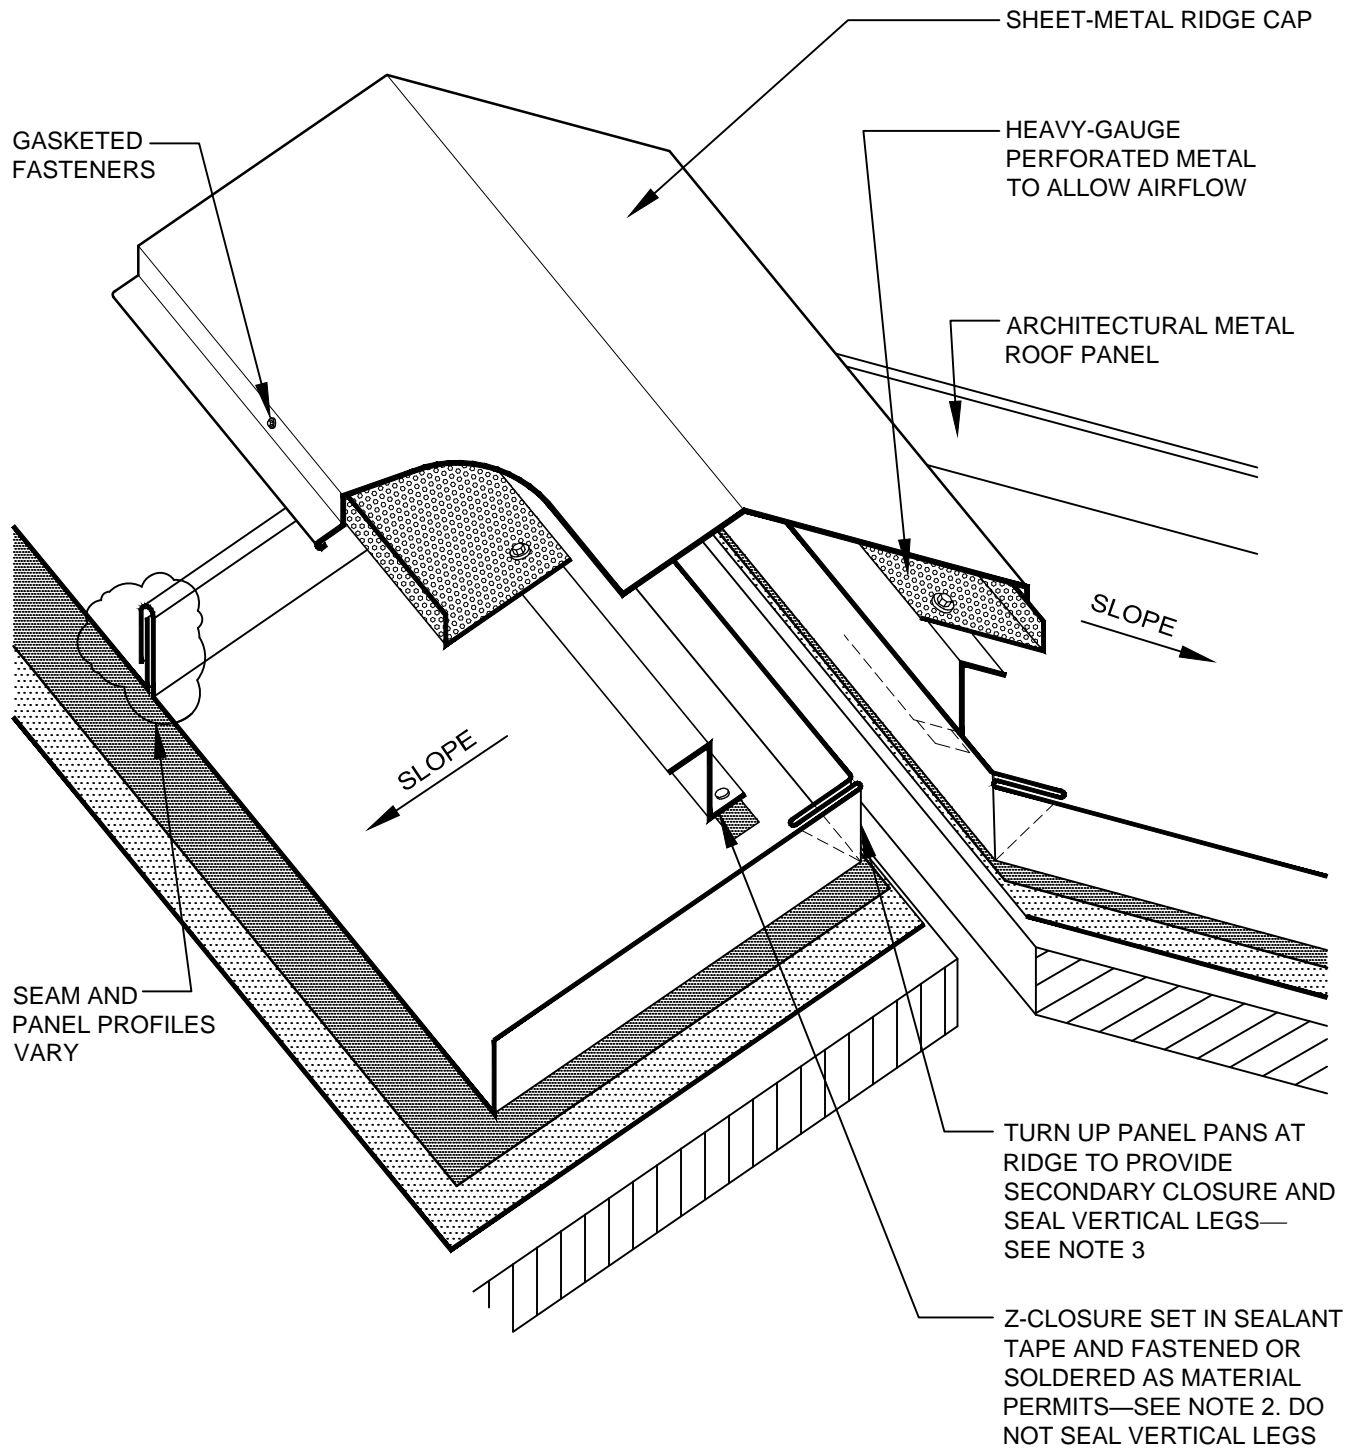 SHEET-METAL RIDGE CAP
GASKETED
FASTENERS
HEAVY-GAUGE
PERFORATED METAL
TO ALLOW AIRFLOW
ARCHITECTURAL METAL
ROOF PANEL
SLOPE
SLOPE
SEAM AND
PANEL PROFILES
VARY
TURN UP PANEL PANS AT
RIDGE TO PROVIDE
SECONDARY CLOSURE AND
SEAL VERTICAL LEGS—
SEE NOTE 3
Z-CLOSURE SET IN SEALANT
TAPE AND FASTENED OR
SOLDERED AS MATERIAL
PERMITS—SEE NOTE 2. DO
NOT SEAL VERTICAL LEGS